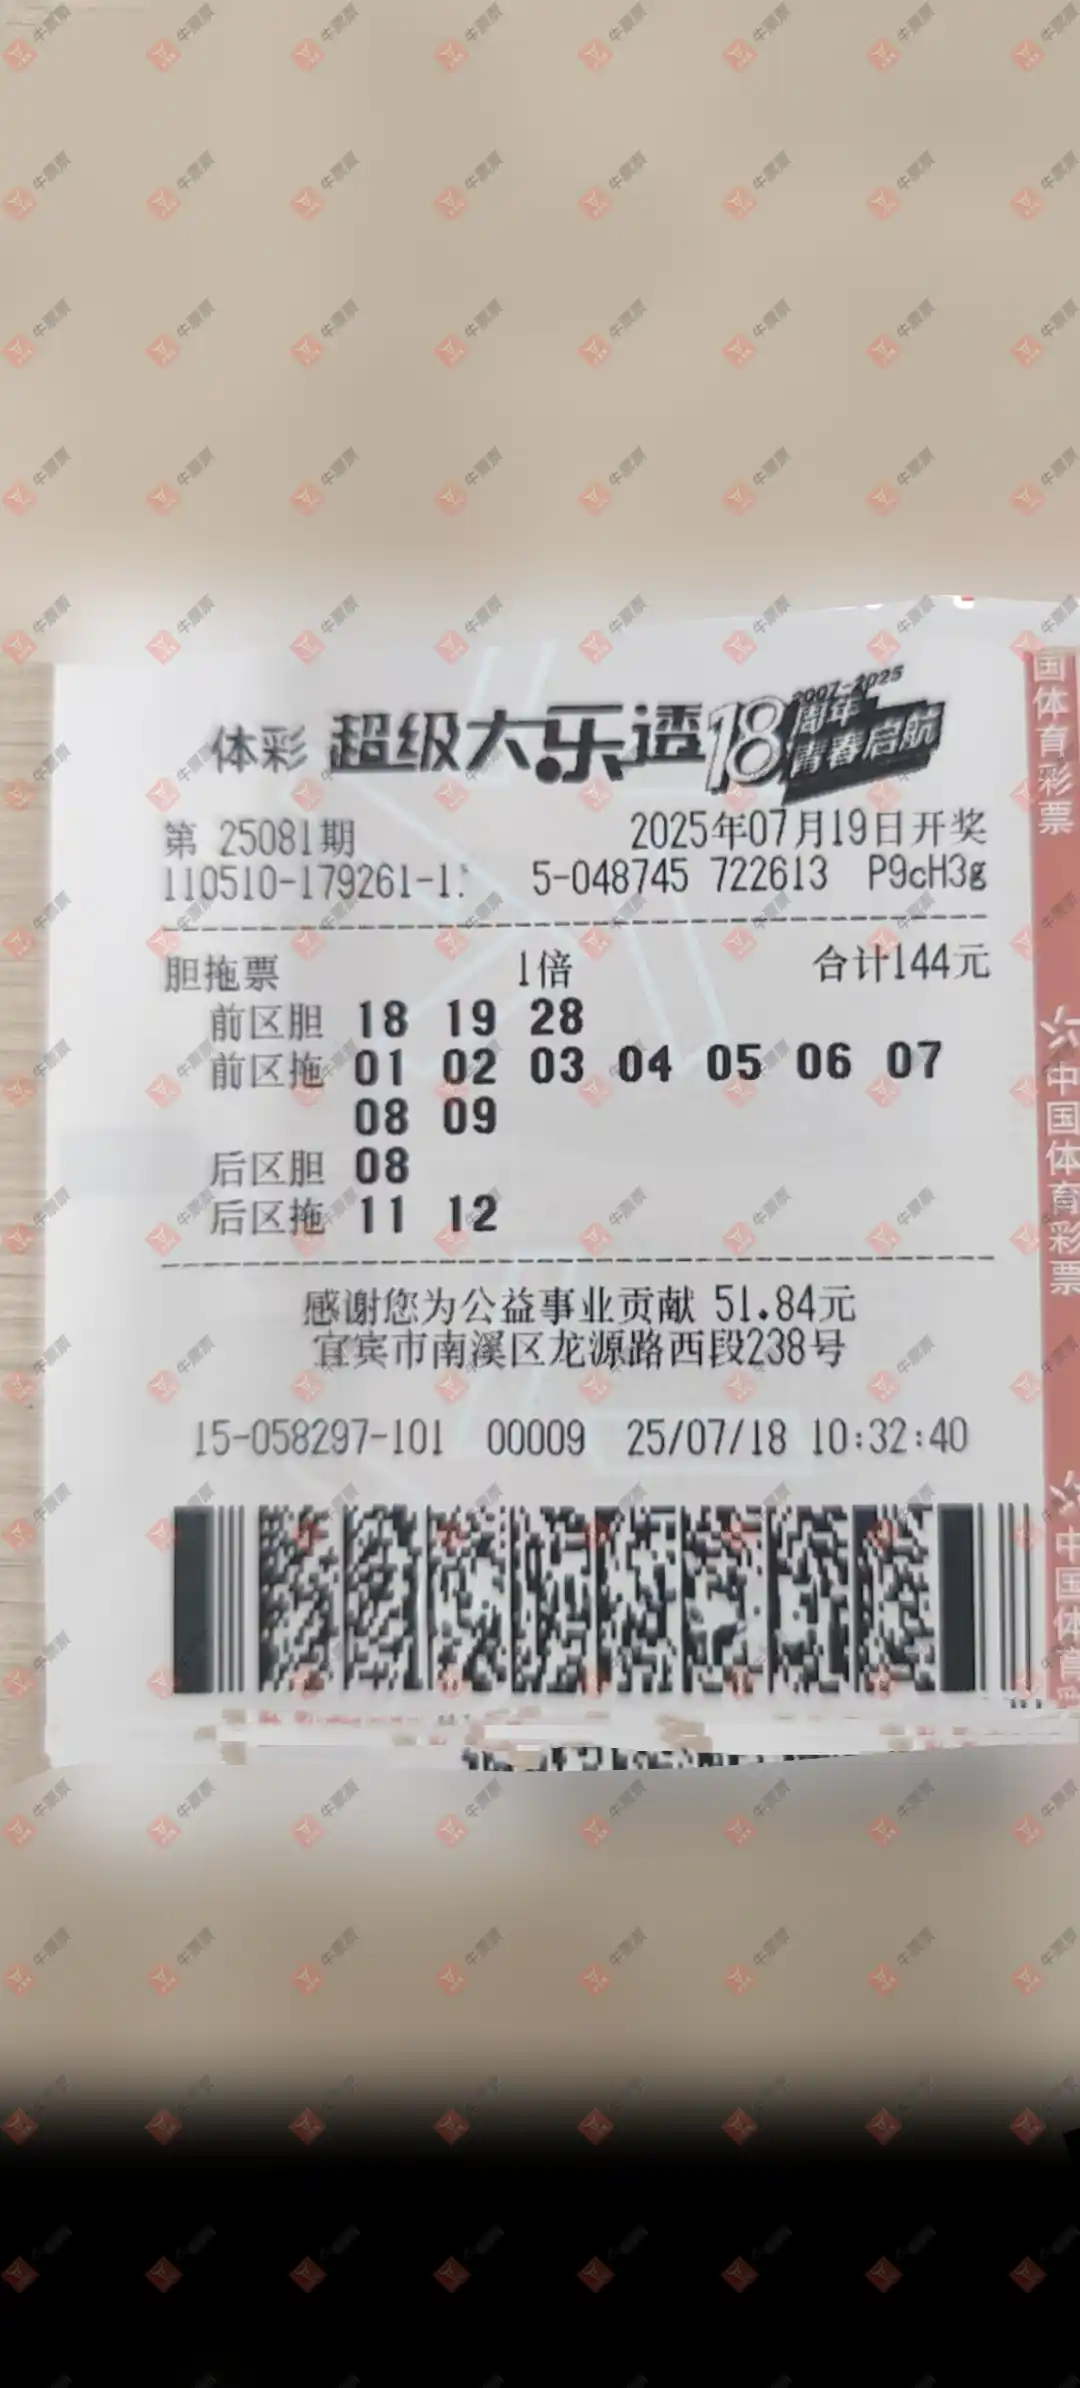 体彩 超级大乐透 18周年 2007-2025 青春启航
第 25081期 2025年07月19日开奖
110510-179261-1 5-048745 722613 P9cH3g
胆拖票 1倍 合计144元
前区胆 18 19 28
前区拖 01 02 03 04 05 06 07
08 09
后区胆 08
后区拖 11 12
感谢您为公益事业贡献 51.84元
宜宾市南溪区龙源路西段238号
15-058297-101 00009 25/07/18 10:32:40
国体育彩票
中国体育彩票
中国体育彩
牛票票